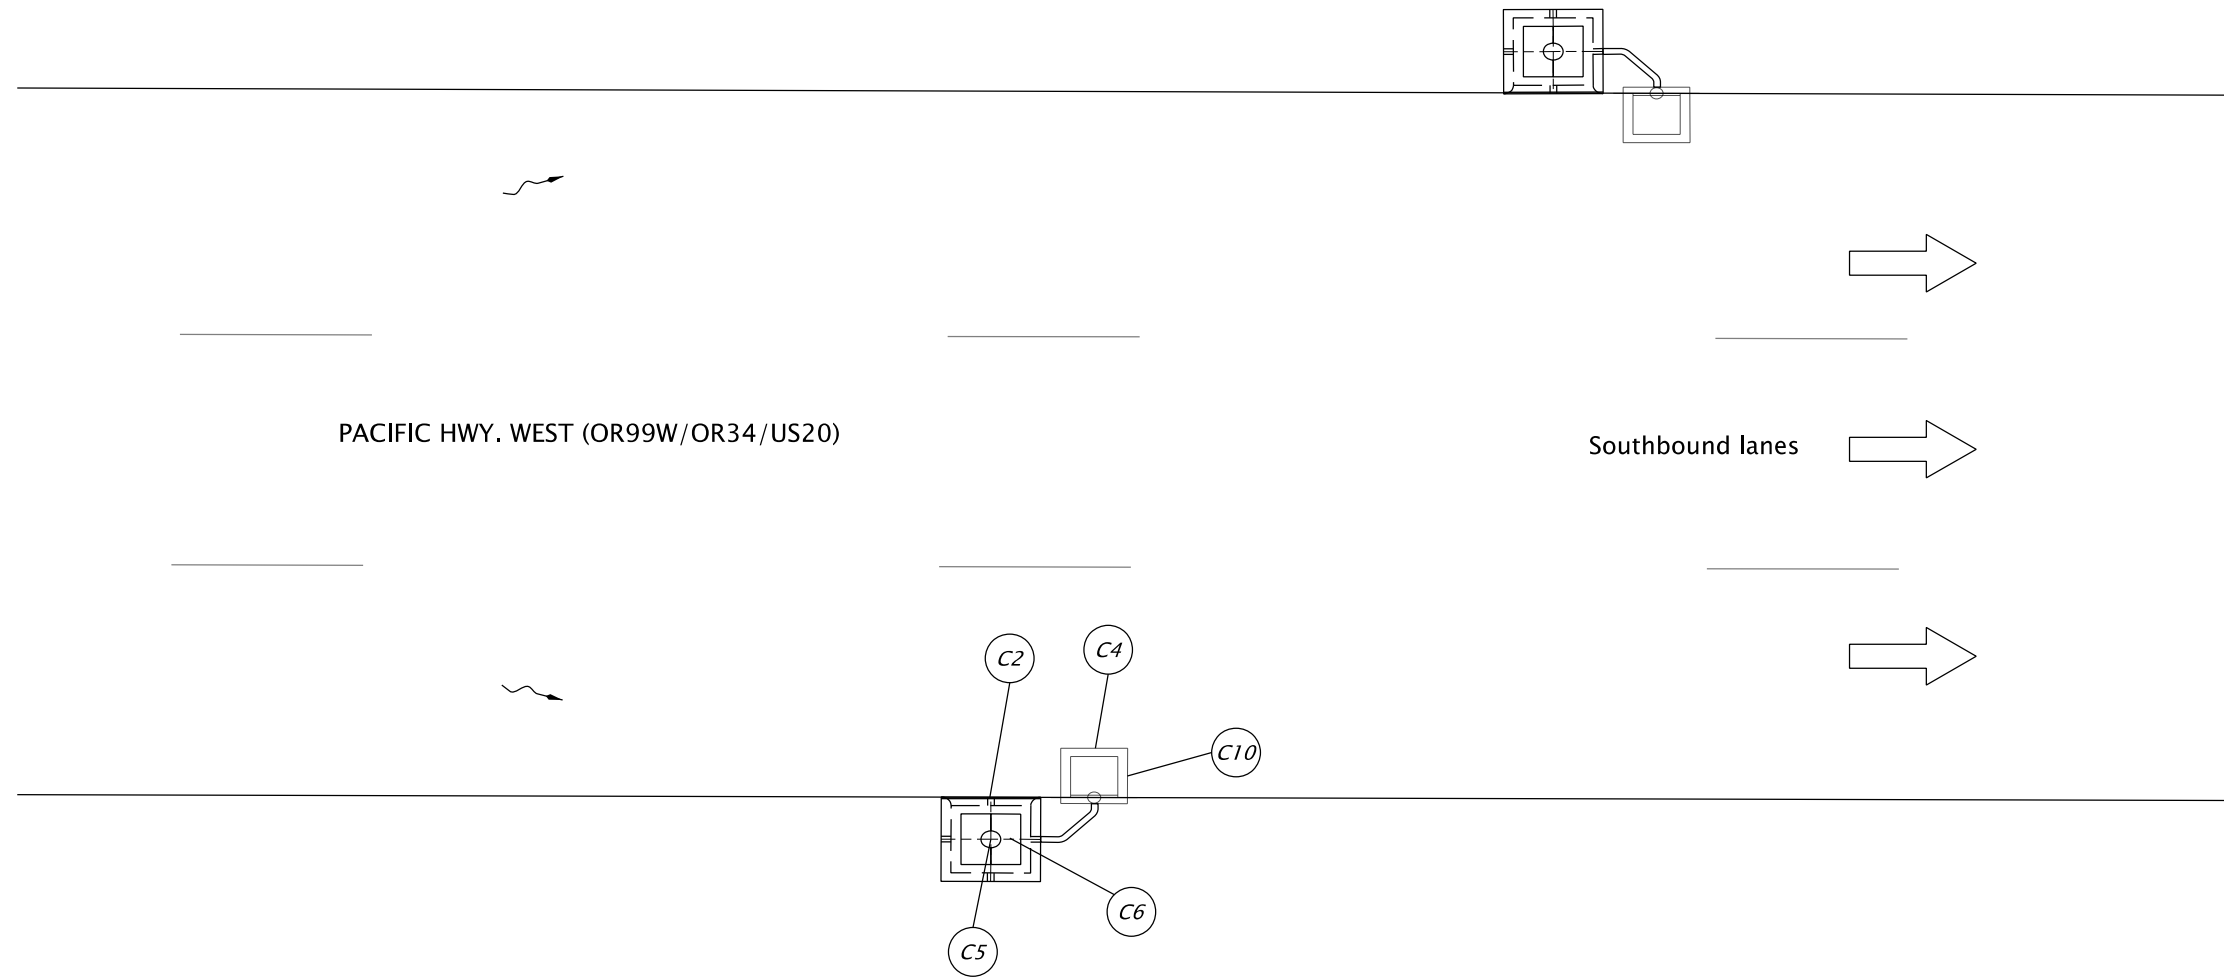 PACIFIC HWY. WEST (OR99W/OR34/US20)
Southbound lanes
C2
C4
C10
C6
C5